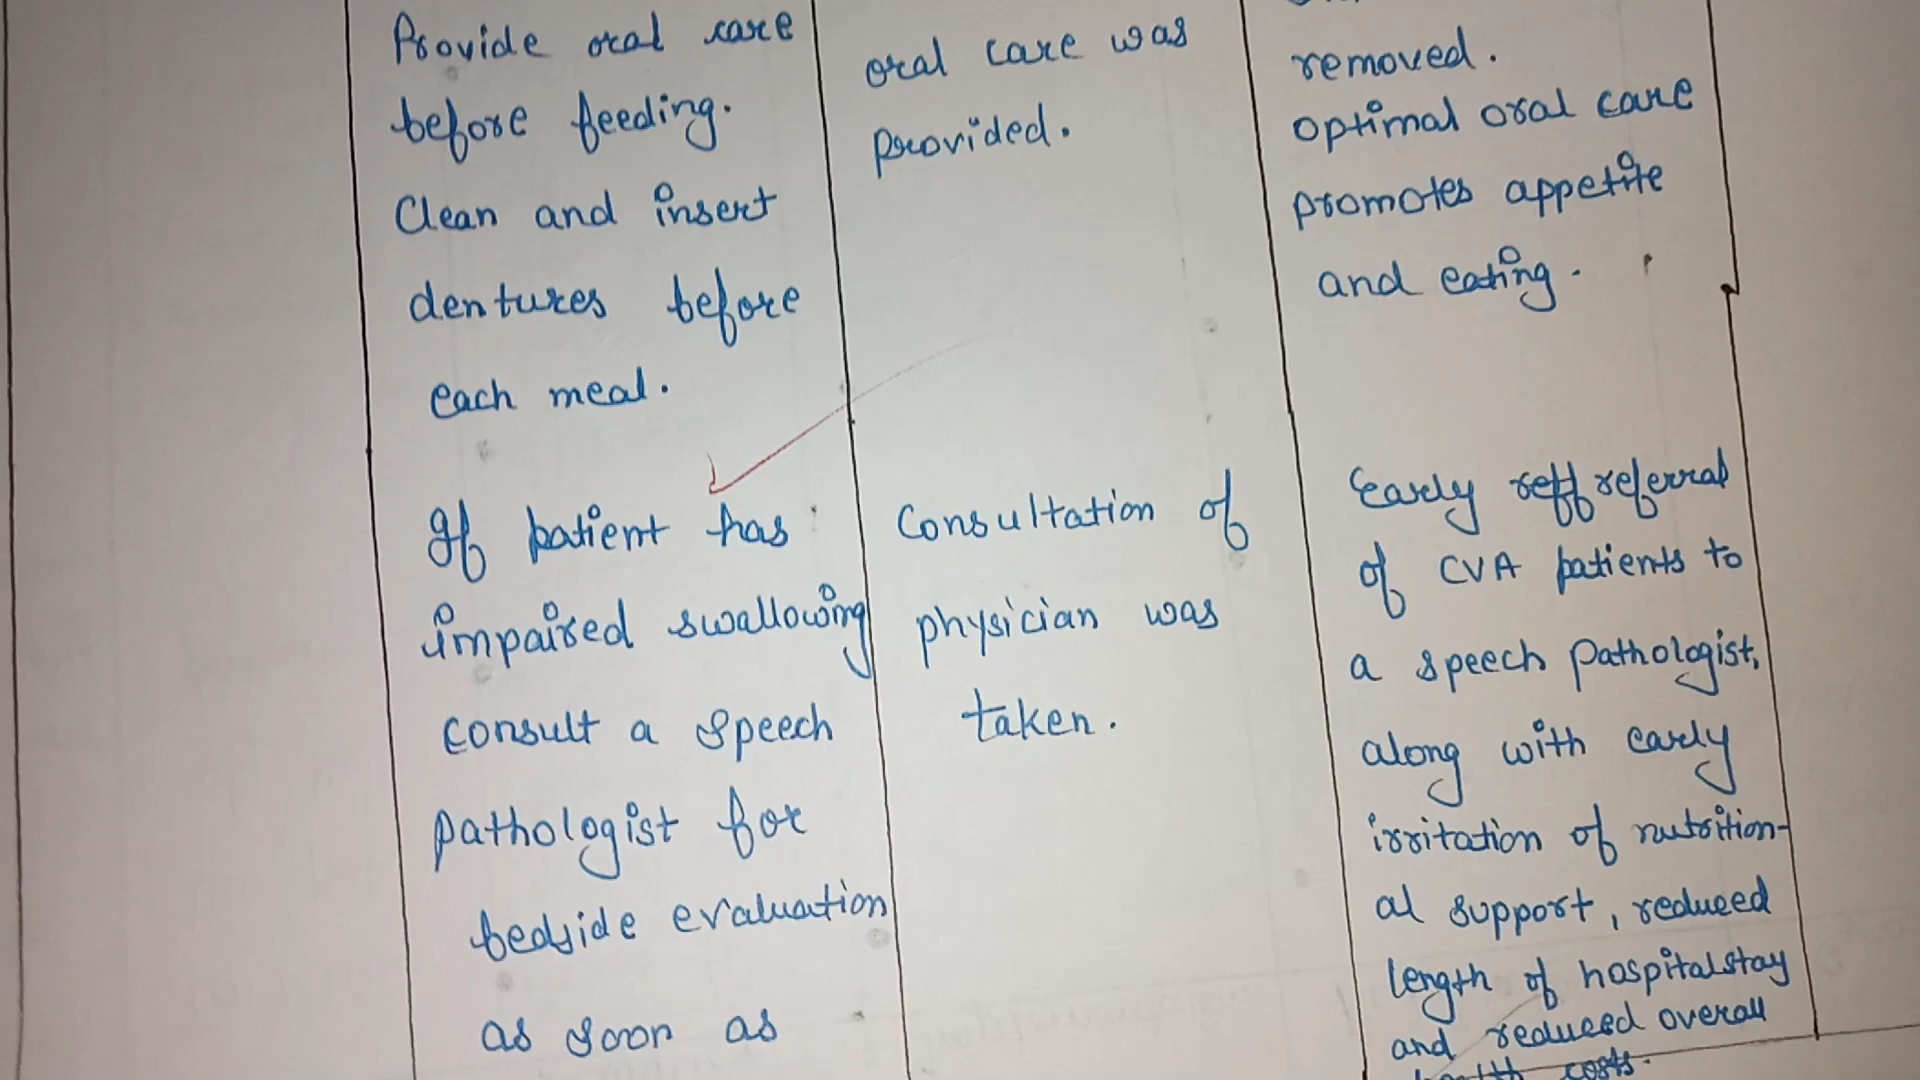 Provide oral care
before feeding.
Clean and insert
dentures before
each meal.
If patient has
impaired swallowing
consult a speech
pathologist for
bedside evaluation
as soon as
oral care was
provided.
Consultation of
physician was
taken.
removed.
optimal oral care
promotes appetite
and eating.
Early reff referral
of CVA patients to
a speech pathologist,
along with early
irritation of nutrition-
al support, reduced
length of hospital stay
and reduced overall
health costs.